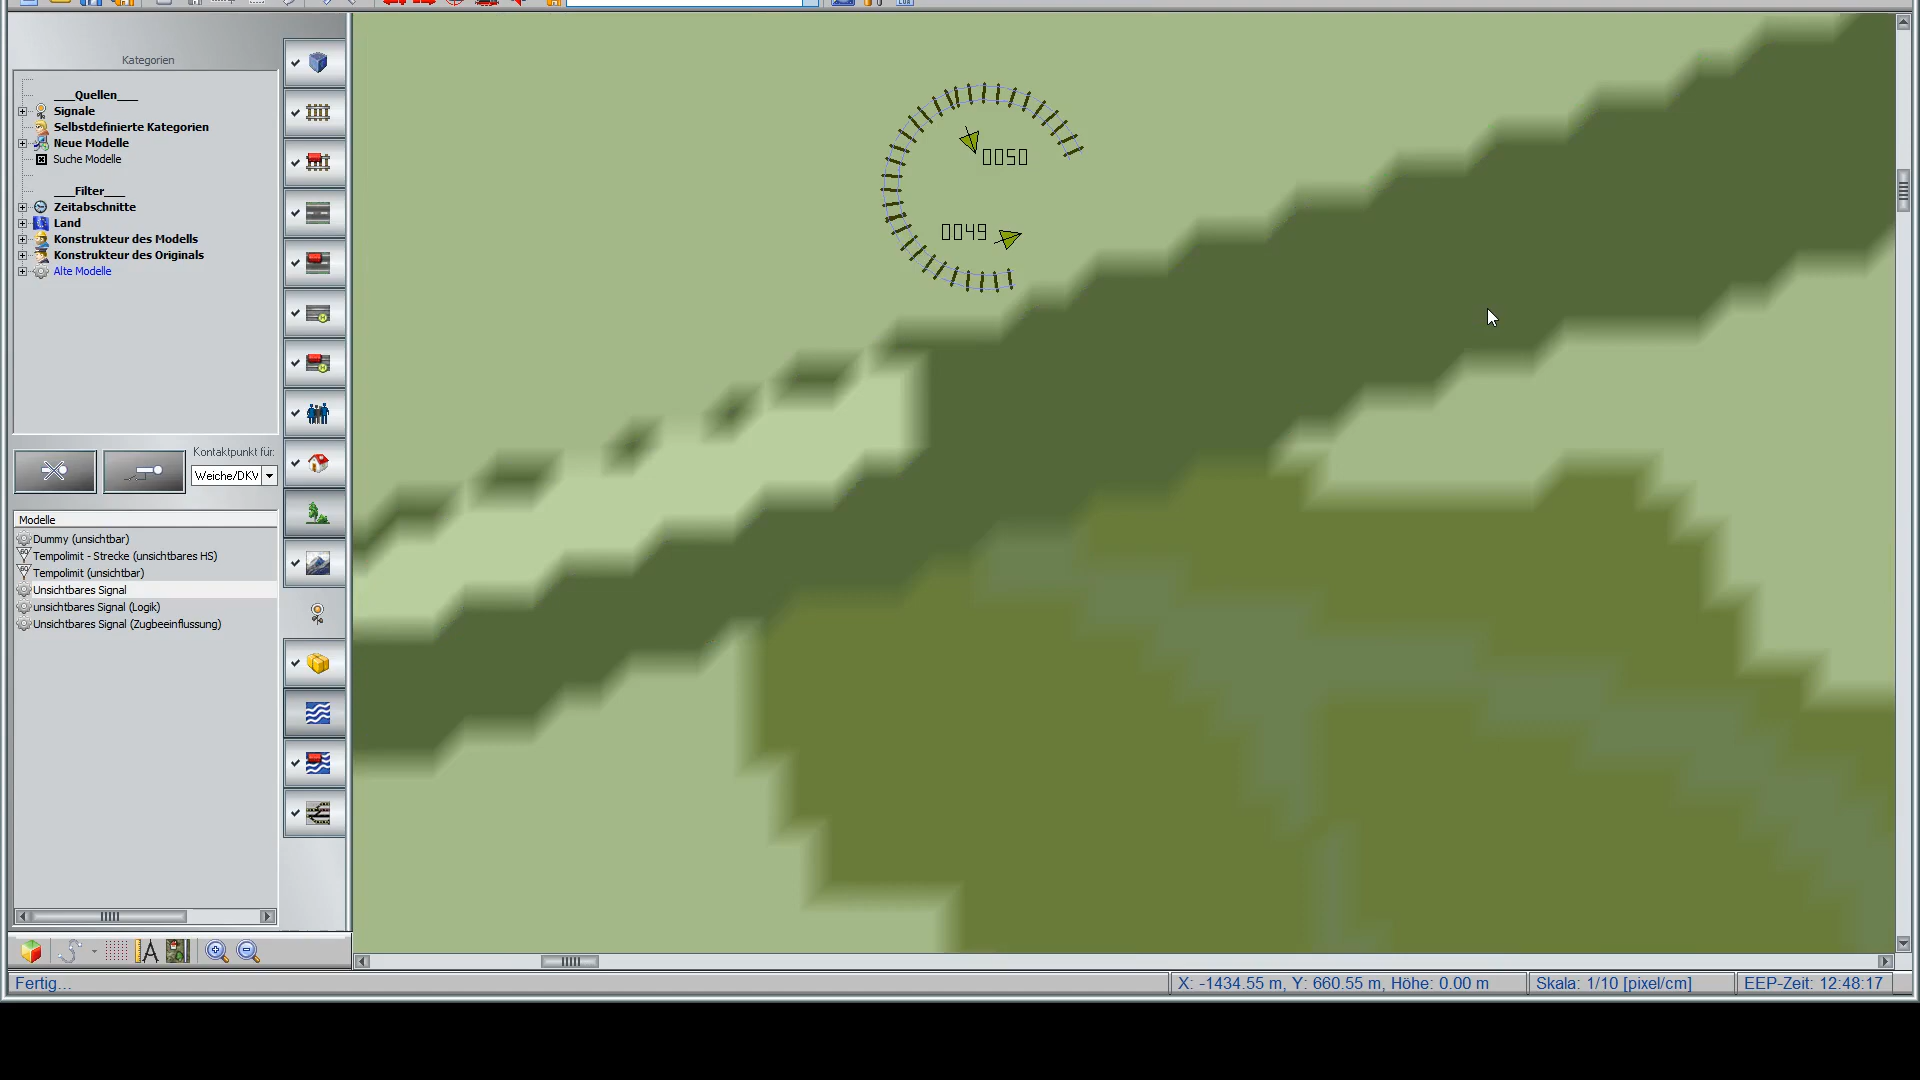 Kategorien
___Quellen___
Signale
Selbstdefinierte Kategorien
Neue Modelle
Suche Modelle
___Filter___
Zeitabschnitte
Land
Konstrukteur des Modells
Konstrukteur des Originals
Alte Modelle
Kontaktpunkt für:
Weiche/DKV
Modelle
Dummy (unsichtbar)
Tempolimit - Strecke (unsichtbares HS)
Tempolimit (unsichtbar)
Unsichtbares Signal
unsichtbares Signal (Logik)
Unsichtbares Signal (Zugbeeinflussung)
0050
0049
Fertig...
X: -1434.55 m, Y: 660.55 m, Höhe: 0.00 m
Skala: 1/10 [pixel/cm]
EEP-Zeit: 12:48:17